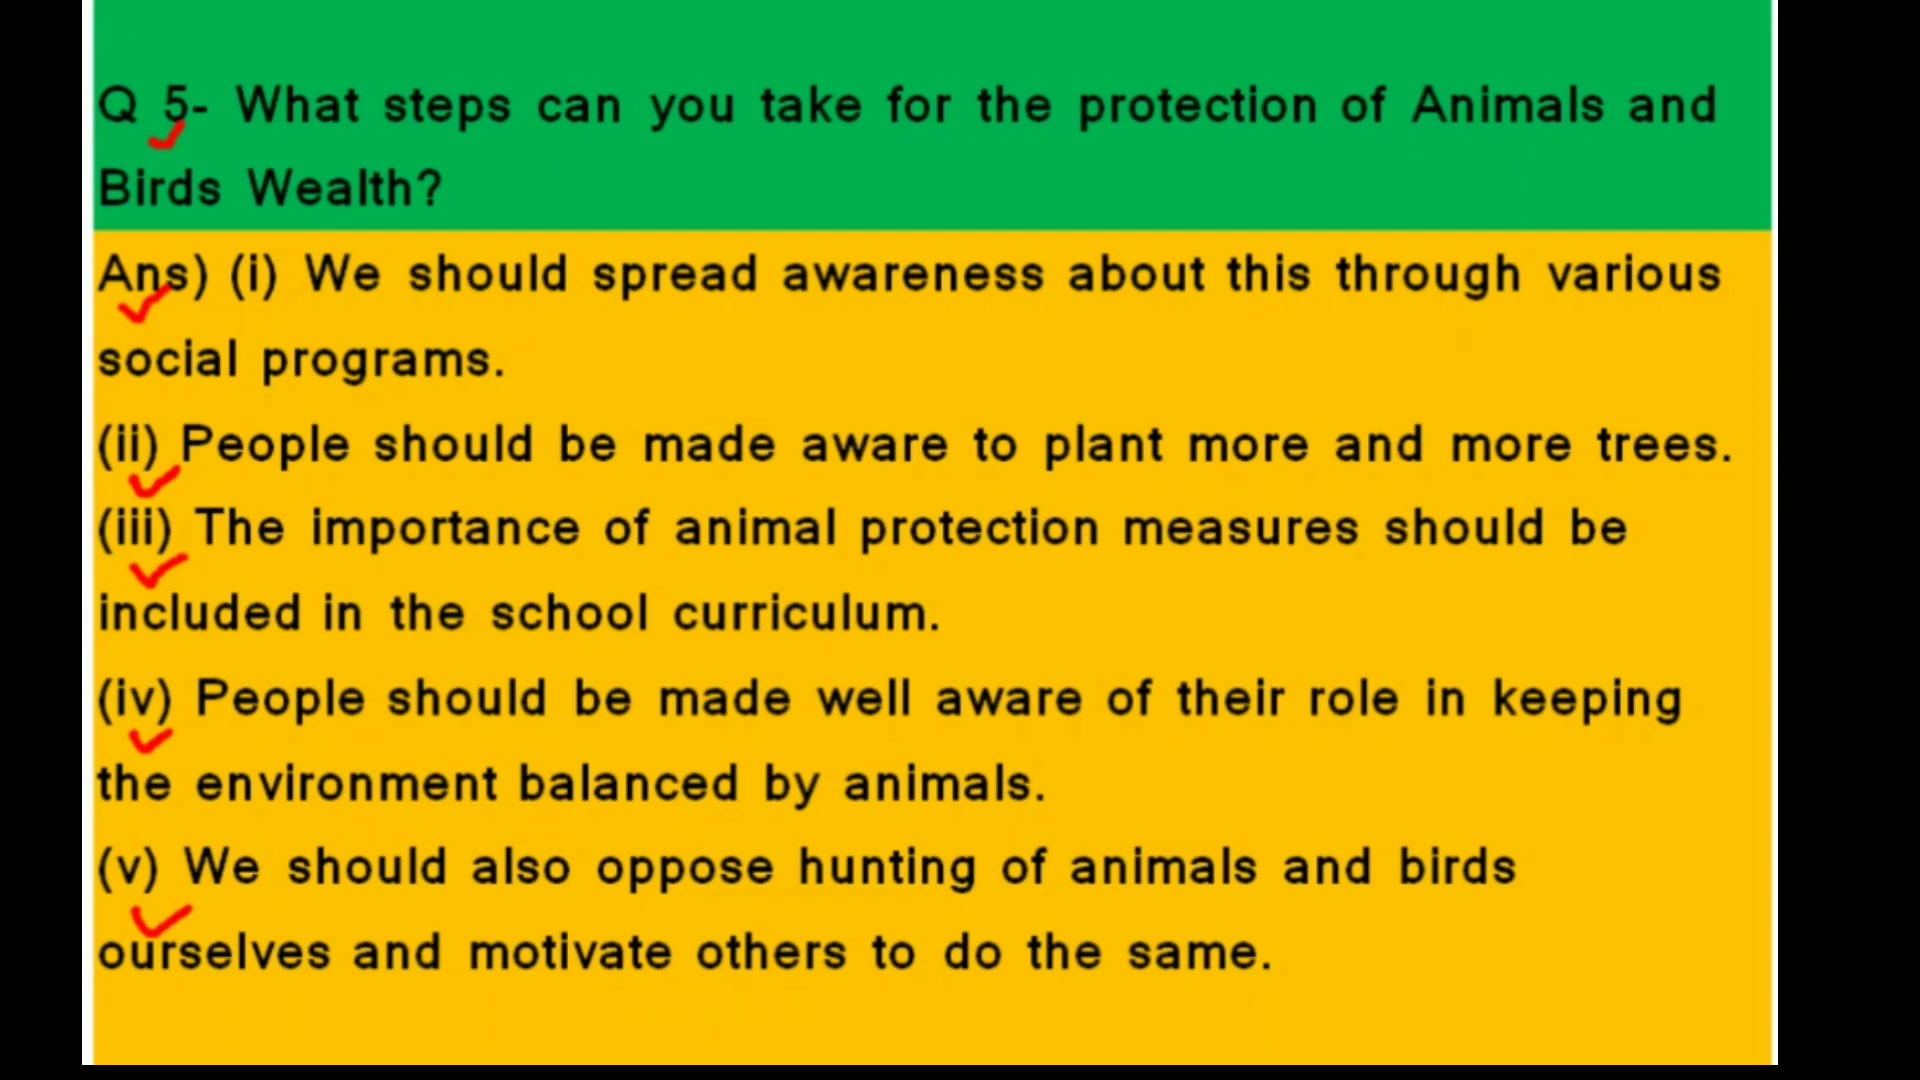 Q 5- What steps can you take for the protection of Animals and
Birds Wealth?
Ans) (i) We should spread awareness about this through various
social programs.
(ii) People should be made aware to plant more and more trees.
(iii) The importance of animal protection measures should be
included in the school curriculum.
(iv) People should be made well aware of their role in keeping
the environment balanced by animals.
(v) We should also oppose hunting of animals and birds
ourselves and motivate others to do the same.